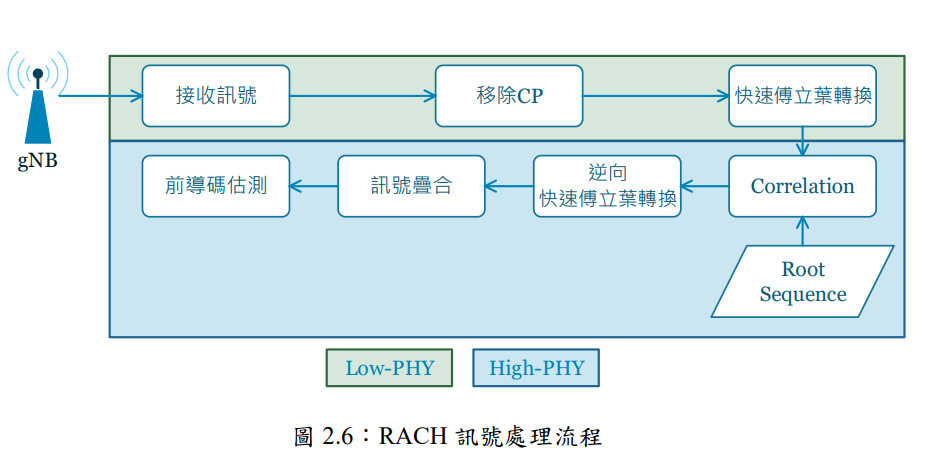 接收訊號
移除CP
快速傅立葉轉換
gNB
前導碼估測
訊號疊合
逆向
快速傅立葉轉換
Correlation
Root
Sequence
Low-PHY
High-PHY
圖 2.6：RACH 訊號處理流程